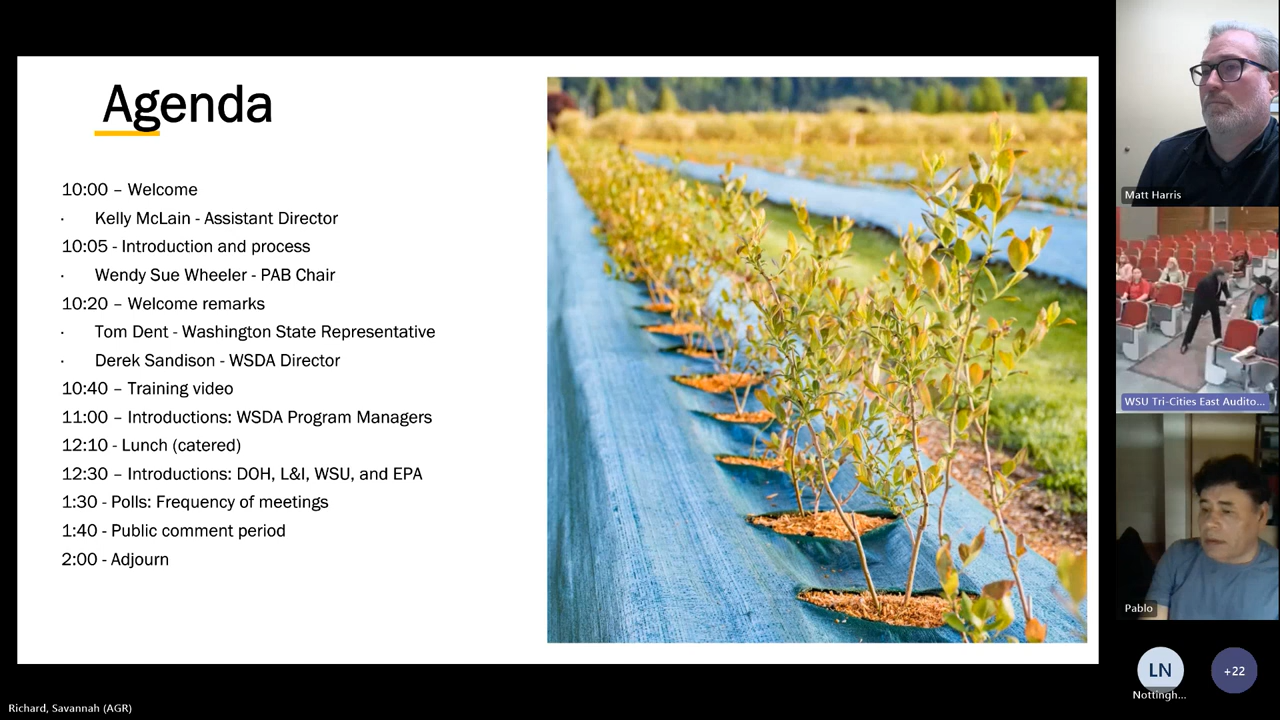 Agenda
10:00 – Welcome
· Kelly McLain - Assistant Director
10:05 - Introduction and process
· Wendy Sue Wheeler - PAB Chair
10:20 – Welcome remarks
· Tom Dent - Washington State Representative
· Derek Sandison - WSDA Director
10:40 – Training video
11:00 – Introductions: WSDA Program Managers
12:10 - Lunch (catered)
12:30 – Introductions: DOH, L&I, WSU, and EPA
1:30 - Polls: Frequency of meetings
1:40 - Public comment period
2:00 - Adjourn
Matt Harris
WSU Tri-Cities East Audito...
Pablo
LN
Nottingh...
+22
Richard, Savannah (AGR)